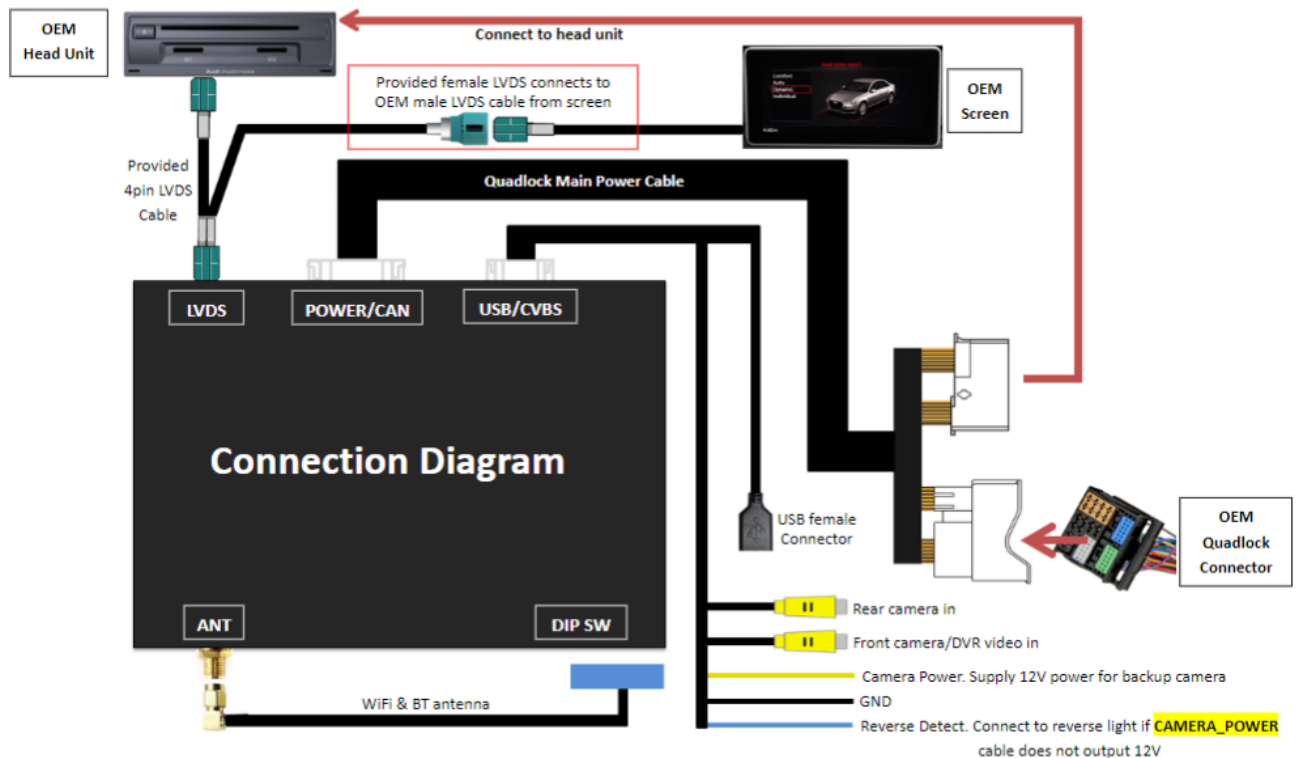 OEM
Head Unit
Connect to head unit
Provided female LVDS connects to
OEM male LVDS cable from screen
OEM
Screen
Comfort
Auto
Dynamic
Individual
Provided
4pin LVDS
Cable
Quadlock Main Power Cable
LVDS
POWER/CAN
USB/CVBS
Connection Diagram
USB female
Connector
OEM
Quadlock
Connector
ANT
DIP SW
Rear camera in
Front camera/DVR video in
WiFi & BT antenna
Camera Power. Supply 12V power for backup camera
GND
Reverse Detect. Connect to reverse light if CAMERA_POWER
cable does not output 12V